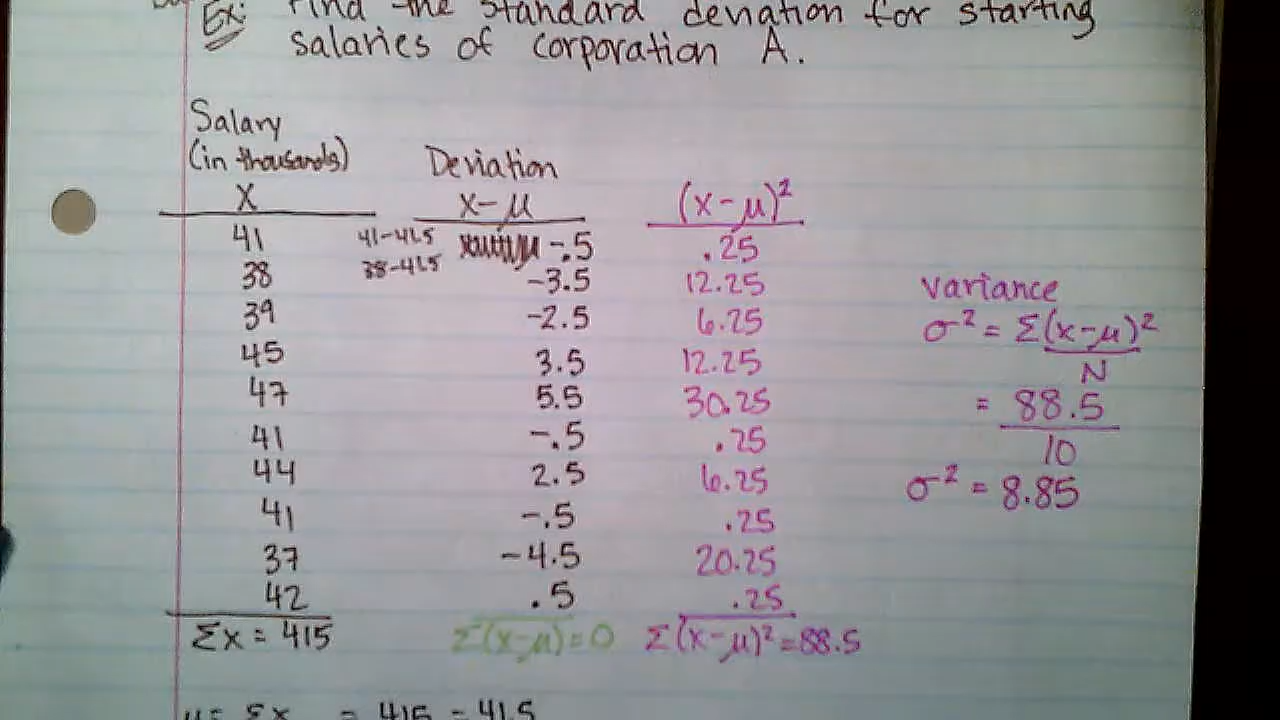 Ex: Find the standard deviation for starting
salaries of corporation A.
Salary
(in thousands) Deviation
X x-μ (x-μ)²
41 41-41.5 -.5 .25
38 38-41.5 -3.5 12.25
39 -2.5 6.25
45 3.5 12.25
47 5.5 30.25
41 -.5 .25
44 2.5 6.25
41 -.5 .25
37 -4.5 20.25
42 .5 .25
Σx = 415 Σ(x-μ)=0 Σ(x-μ)²=88.5
variance
σ² = Σ(x-μ)²
N
= 88.5
10
σ² = 8.85
μ = Σx = 415 = 41.5